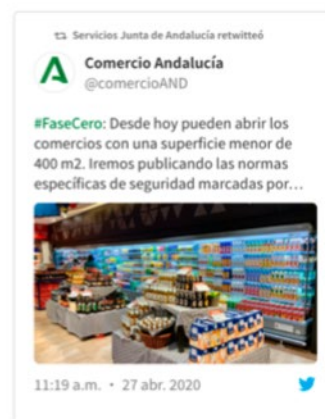 Servicios Junta de Andalucía retwitteó
Comercio Andalucía
@comercioAND
#FaseCero: Desde hoy pueden abrir los
comercios con una superficie menor de
400 m2. Iremos publicando las normas
específicas de seguridad marcadas por...
11:19 a.m. · 27 abr. 2020